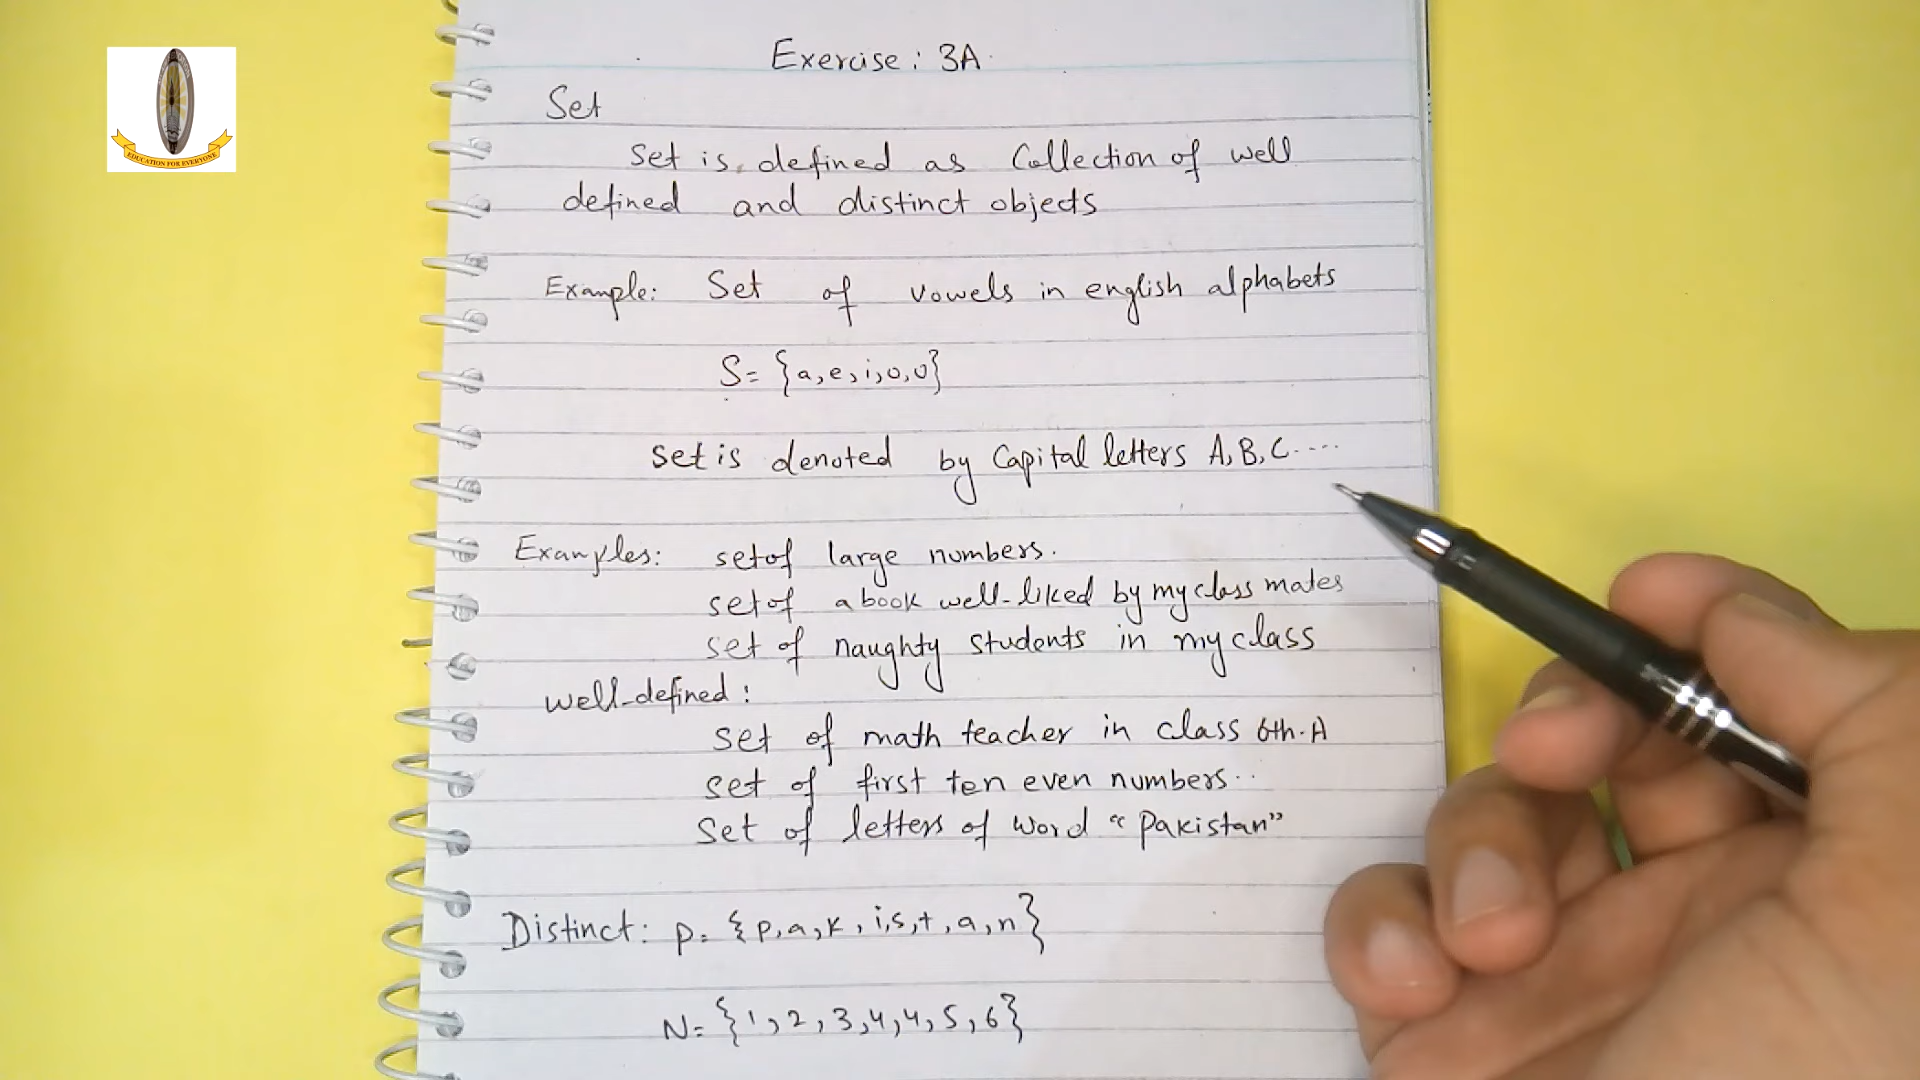 EDUCATION FOR EVERYONE
Exercise: 3A
Set
Set is defined as Collection of well
defined and distinct objects
Example: Set of vowels in english alphabets
S= {a,e,i,o,u}
set is denoted by Capital letters A,B,C....
Examples: set of large numbers.
set of a book well-liked by my class mates
set of naughty students in my class
well-defined:
set of math teacher in class 6th.A
set of first ten even numbers..
Set of letters of word "Pakistan"
Distinct: P= {P,a,k,i,s,t,a,n}
N= {1,2,3,4,4,5,6}